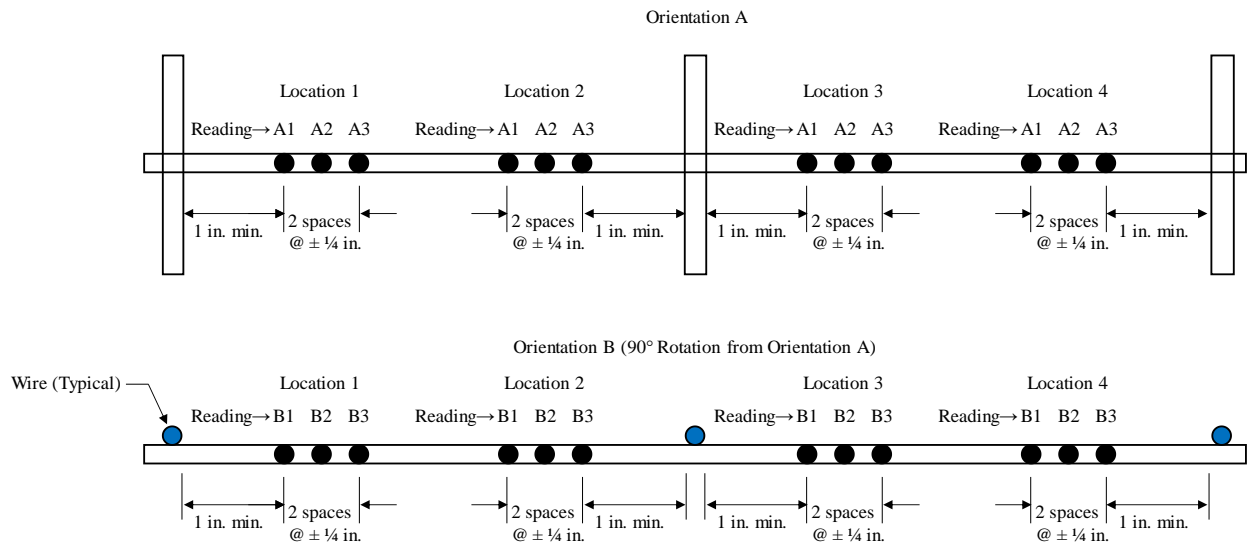 Orientation A
Location 1 Location 2 Location 3 Location 4
Reading→ A1 A2 A3 Reading→ A1 A2 A3 Reading→ A1 A2 A3 Reading→ A1 A2 A3
1 in. min. 2 spaces @ ± ¼ in. 2 spaces @ ± ¼ in. 1 in. min. 1 in. min. 2 spaces @ ± ¼ in. 2 spaces @ ± ¼ in. 1 in. min.
Orientation B (90° Rotation from Orientation A)
Wire (Typical) Location 1 Location 2 Location 3 Location 4
Reading→ B1 B2 B3 Reading→ B1 B2 B3 Reading→ B1 B2 B3 Reading→ B1 B2 B3
1 in. min. 2 spaces @ ± ¼ in. 2 spaces @ ± ¼ in. 1 in. min. 1 in. min. 2 spaces @ ± ¼ in. 2 spaces @ ± ¼ in. 1 in. min.